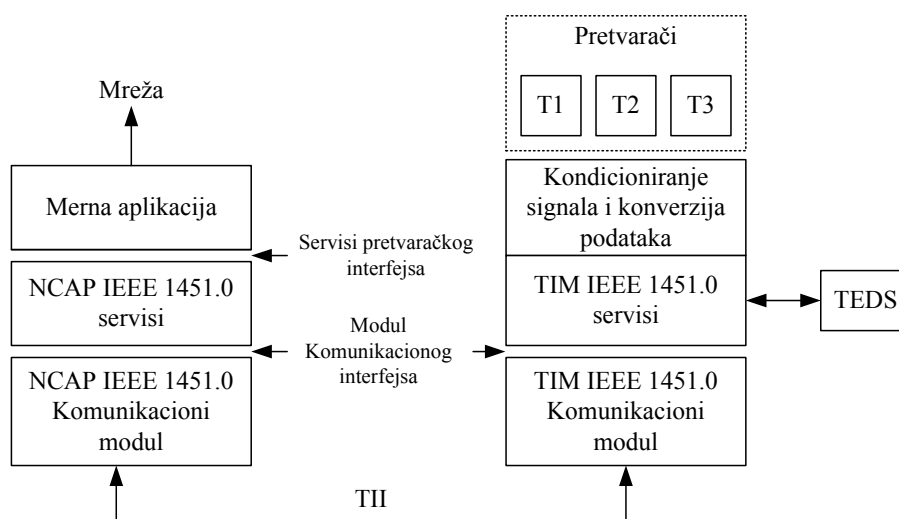 Pretvarači
T1 T2 T3
Mreža
Merna aplikacija
Kondicioniranje
signala i konverzija
podataka
Servisi pretvaračkog
interfejsa
NCAP IEEE 1451.0
servisi
TIM IEEE 1451.0
servisi
TEDS
Modul
Komunikacionog
interfejsa
NCAP IEEE 1451.0
Komunikacioni
modul
TIM IEEE 1451.0
Komunikacioni
modul
TII